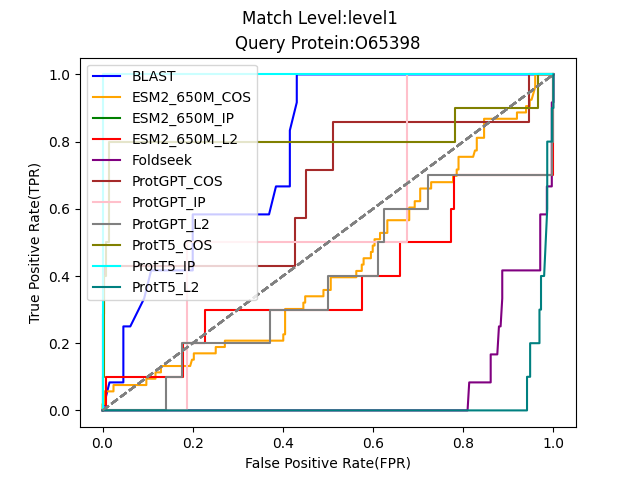 Match Level:level1
Query Protein:O65398
1.0
0.8
0.6
0.4
0.2
0.0
True Positive Rate(TPR)
BLAST
ESM2_650M_COS
ESM2_650M_IP
ESM2_650M_L2
Foldseek
ProtGPT_COS
ProtGPT_IP
ProtGPT_L2
ProtT5_COS
ProtT5_IP
ProtT5_L2
0.0
0.2
0.4
0.6
0.8
1.0
False Positive Rate(FPR)